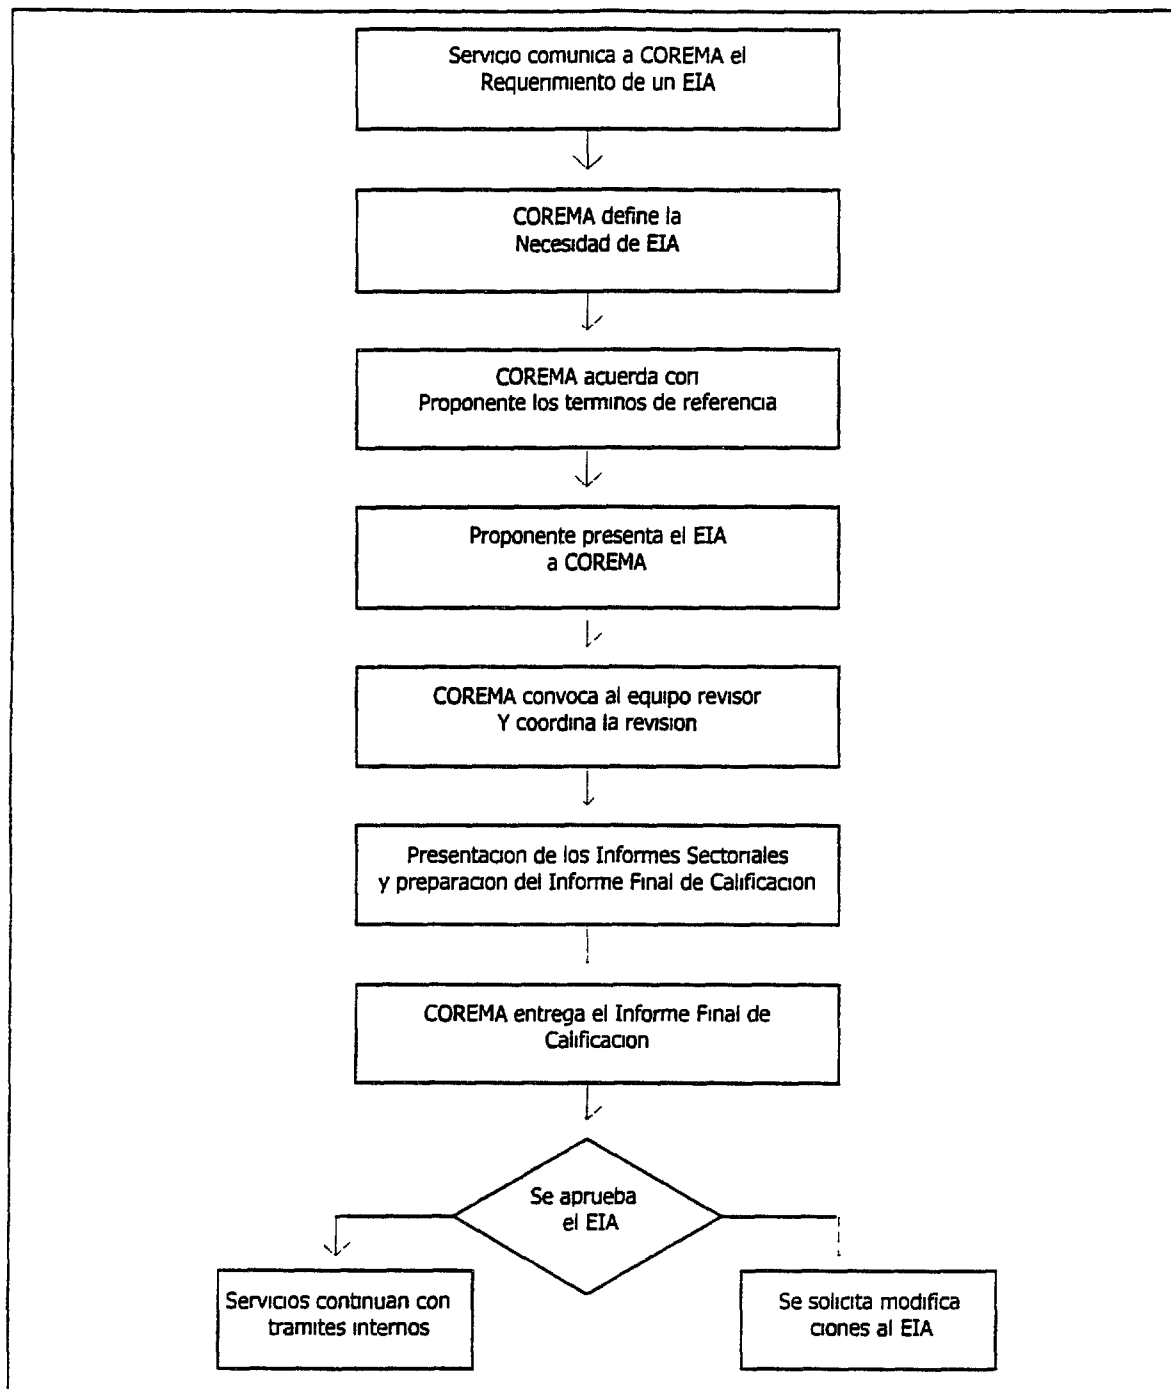 Servicio comunica a COREMA el
Requerimiento de un EIA
COREMA define la
Necesidad de EIA
COREMA acuerda con
Proponente los terminos de referencia
Proponente presenta el EIA
a COREMA
COREMA convoca al equipo revisor
Y coordina la revision
Presentacion de los Informes Sectoriales
y preparacion del Informe Final de Calificacion
COREMA entrega el Informe Final de
Calificacion
Se aprueba
el EIA
Servicios continuan con
tramites internos
Se solicita modifica
ciones al EIA